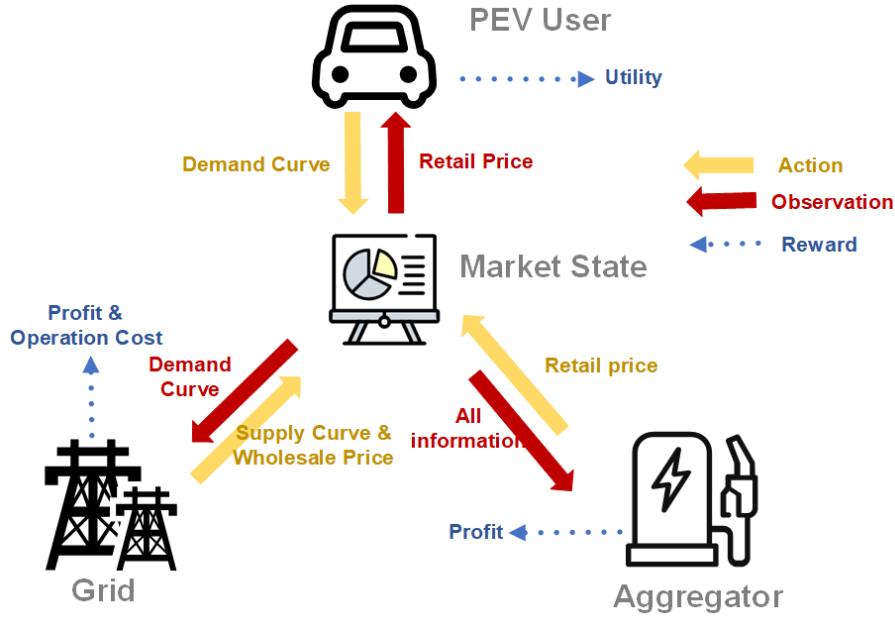 PEV User
Utility
Demand Curve
Retail Price
Action
Observation
Reward
Market State
Profit &
Operation Cost
Demand
Curve
Retail price
Supply Curve &
Wholesale Price
All
information
Profit
Grid
Aggregator